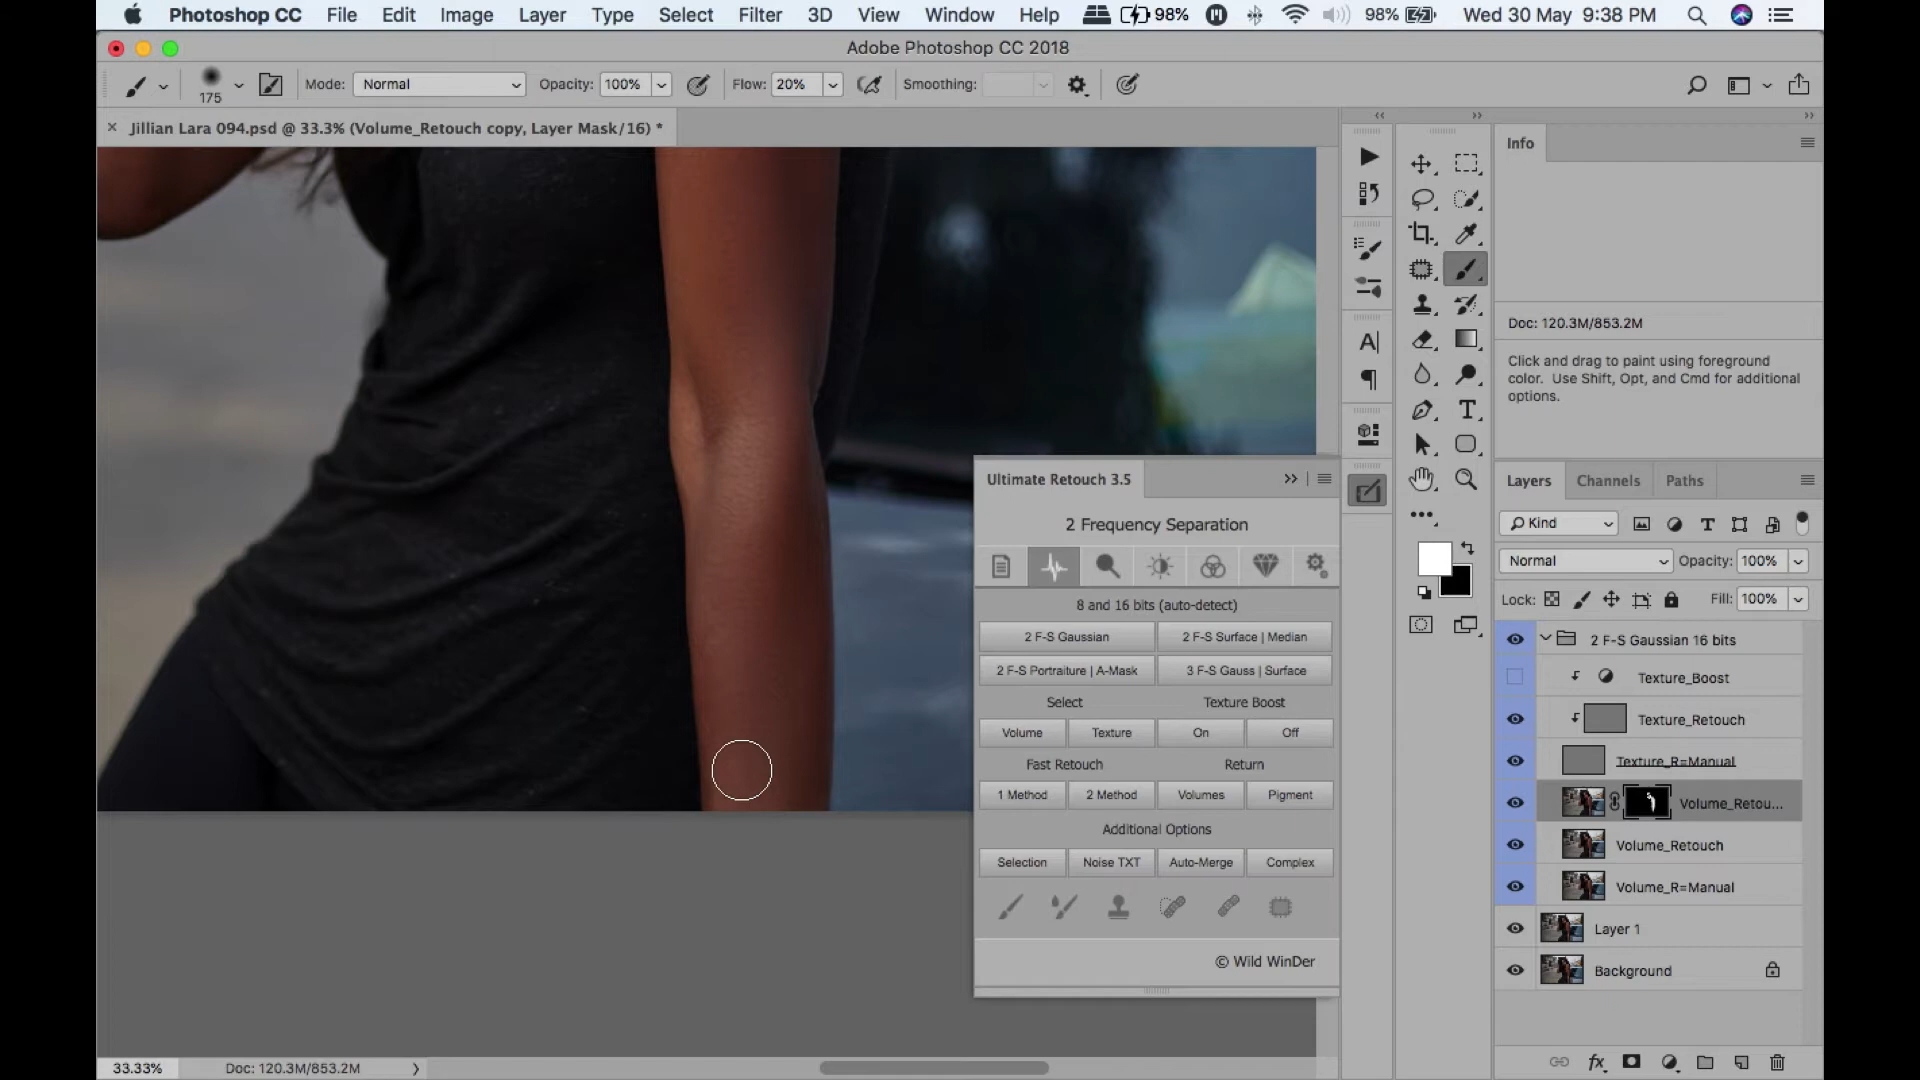 Photoshop CC File Edit Image Layer Type Select Filter 3D View Window Help 98% 98% Wed 30 May 9:38 PM
Adobe Photoshop CC 2018
175 Mode: Normal Opacity: 100% Flow: 20% Smoothing:
Jillian Lara 094.psd @ 33.3% (Volume_Retouch copy, Layer Mask/16) *
Info
Doc: 120.3M/853.2M
Click and drag to paint using foreground
color. Use Shift, Opt, and Cmd for additional
options.
Ultimate Retouch 3.5
2 Frequency Separation
8 and 16 bits (auto-detect)
2 F-S Gaussian 2 F-S Surface | Median
2 F-S Portraiture | A-Mask 3 F-S Gauss | Surface
Select Texture Boost
Volume Texture On Off
Fast Retouch Return
1 Method 2 Method Volumes Pigment
Additional Options
Selection Noise TXT Auto-Merge Complex
© Wild WinDer
Layers Channels Paths
Kind
Normal Opacity: 100%
Lock: Fill: 100%
2 F-S Gaussian 16 bits
Texture_Boost
Texture_Retouch
Texture_R=Manual
Volume_Retou...
Volume_Retouch
Volume_R=Manual
Layer 1
Background
33.33% Doc: 120.3M/853.2M